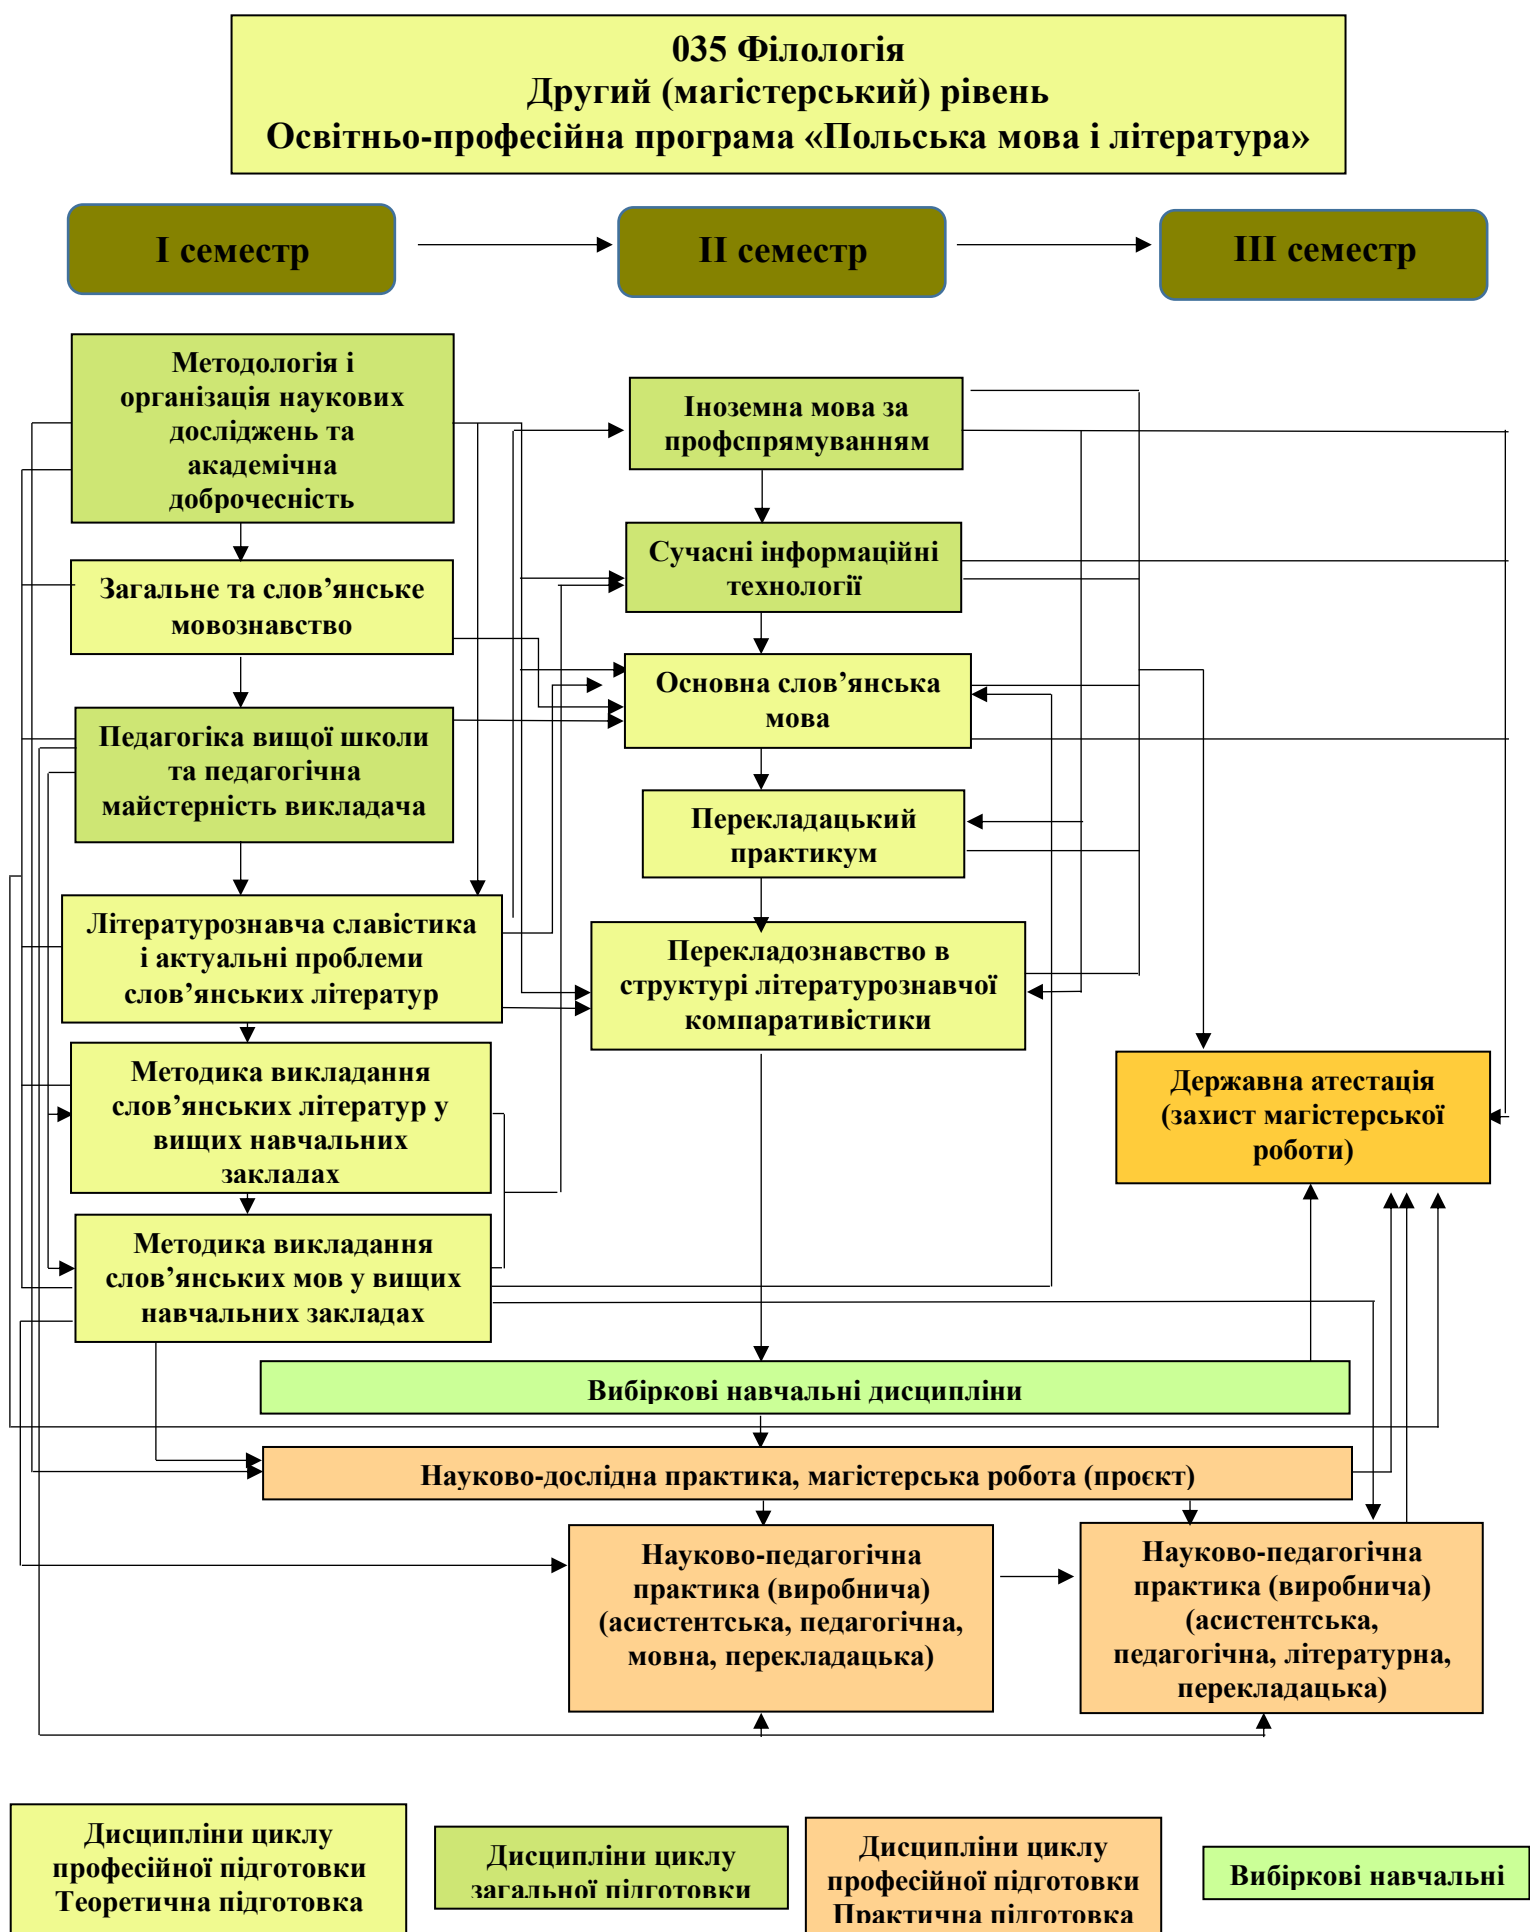 035 Філологія
Другий (магістерський) рівень
Освітньо-професійна програма «Польська мова і література»
І семестр
ІІ семестр
ІІІ семестр
Методологія і
організація наукових
досліджень та
академічна
доброчесність
Загальне та слов’янське
мовознавство
Педагогіка вищої школи
та педагогічна
майстерність викладача
Літературознавча славістика
і актуальні проблеми
слов’янських літератур
Методика викладання
слов’янських літератур у
вищих навчальних
закладах
Методика викладання
слов’янських мов у вищих
навчальних закладах
Іноземна мова за
профспрямуванням
Сучасні інформаційні
технології
Основна слов’янська
мова
Перекладацький
практикум
Перекладознавство в
структурі літературознавчої
компаративістики
Державна атестація
(захист магістерської
роботи)
Вибіркові навчальні дисципліни
Науково-дослідна практика, магістерська робота (проєкт)
Науково-педагогічна
практика (виробнича)
(асистентська, педагогічна,
мовна, перекладацька)
Науково-педагогічна
практика (виробнича)
(асистентська,
педагогічна, літературна,
перекладацька)
Дисципліни циклу
професійної підготовки
Теоретична підготовка
Дисципліни циклу
загальної підготовки
Дисципліни циклу
професійної підготовки
Практична підготовка
Вибіркові навчальні